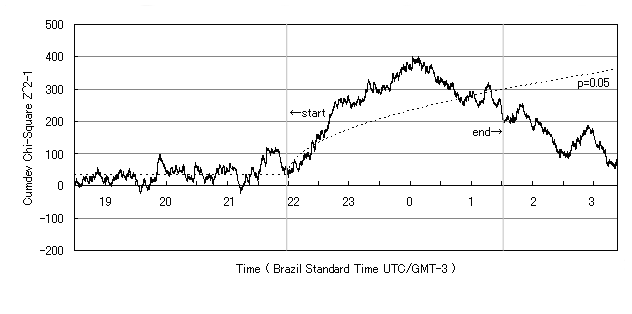 500
400
300
200
100
0
-100
-200
Cumdev Chi-Square Z^2-1
←start
end→
p=0.05
19 20 21 22 23 0 1 2 3
Time ( Brazil Standard Time UTC/GMT-3 )